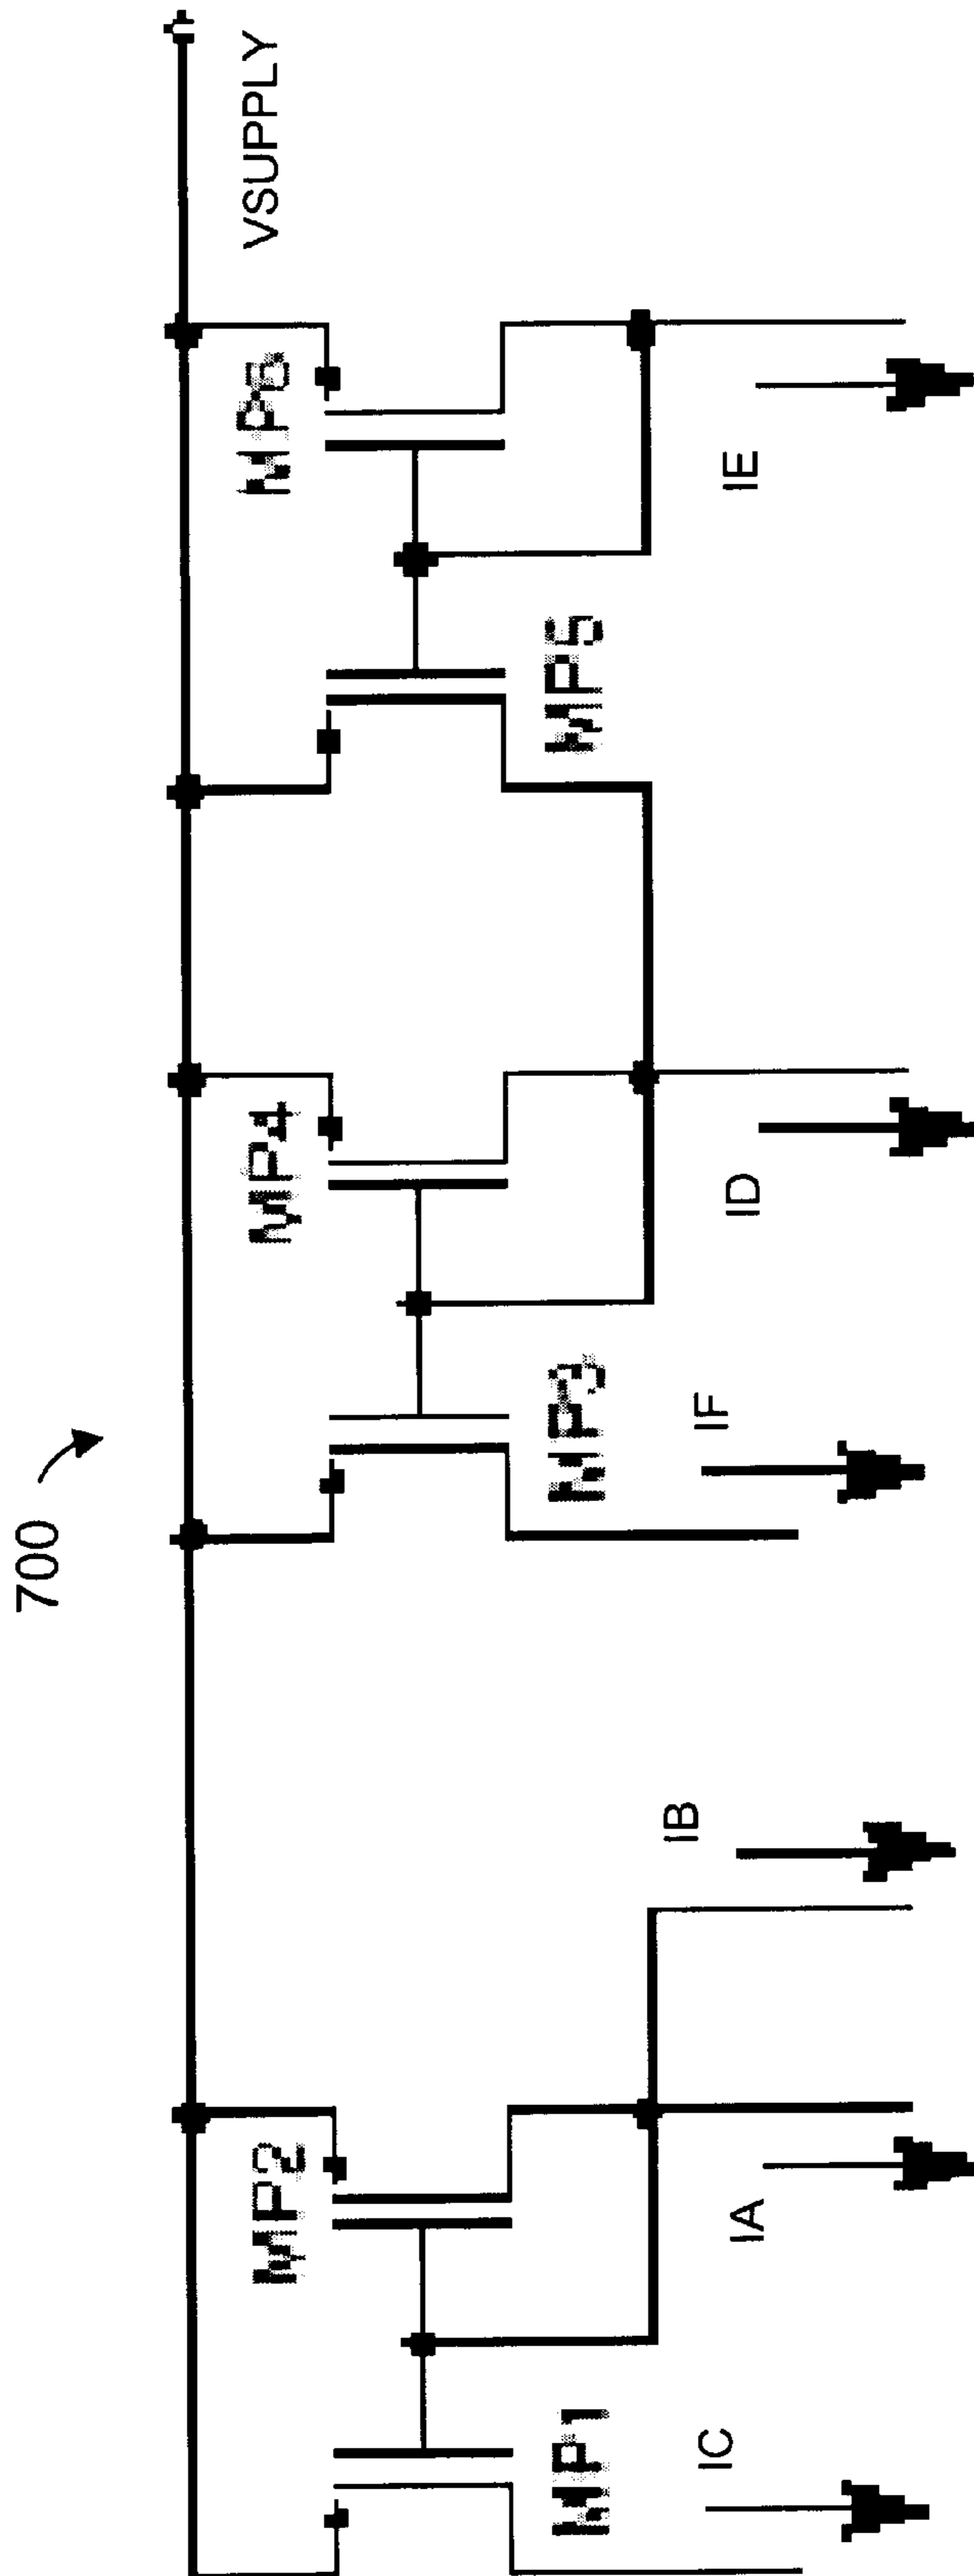 700
VSUPPLY
MP1
MP2
MP3
MP4
MP5
MP6
IC
IA
IB
IF
ID
IE